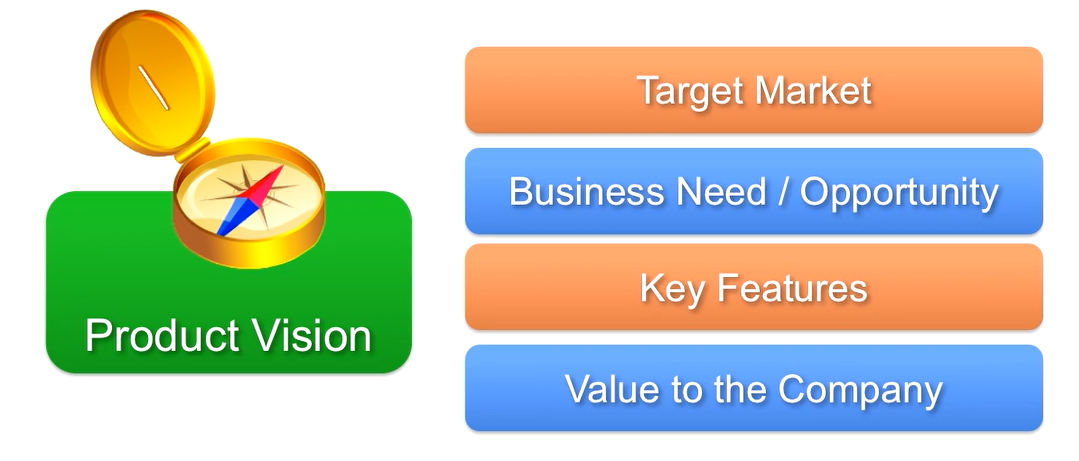 Product Vision
Target Market
Business Need / Opportunity
Key Features
Value to the Company